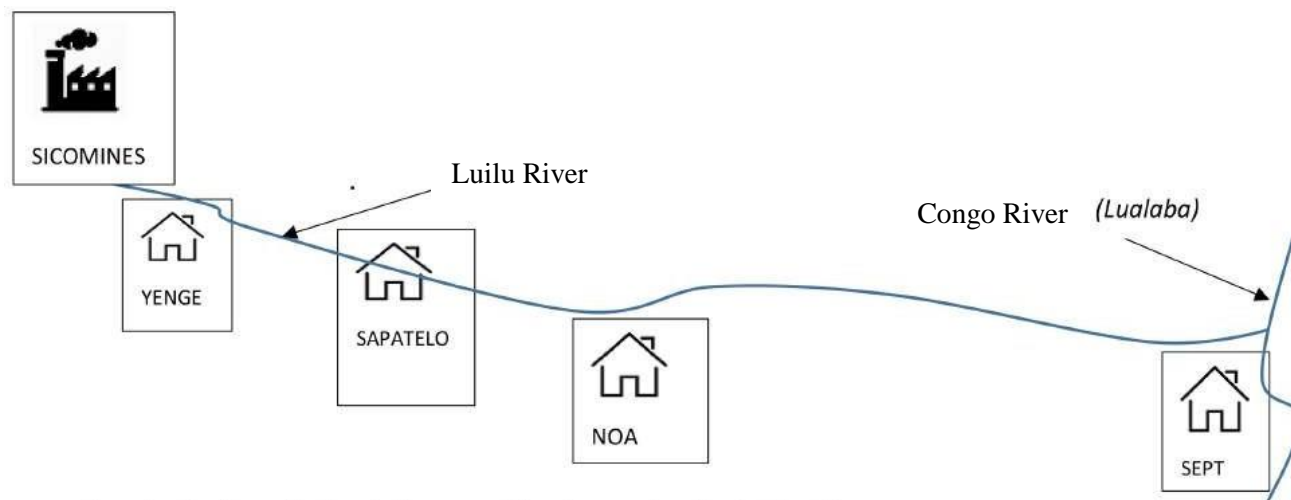 SICOMINES
Luilu River
Congo River (Lualaba)
YENGE
SAPATELO
NOA
SEPT